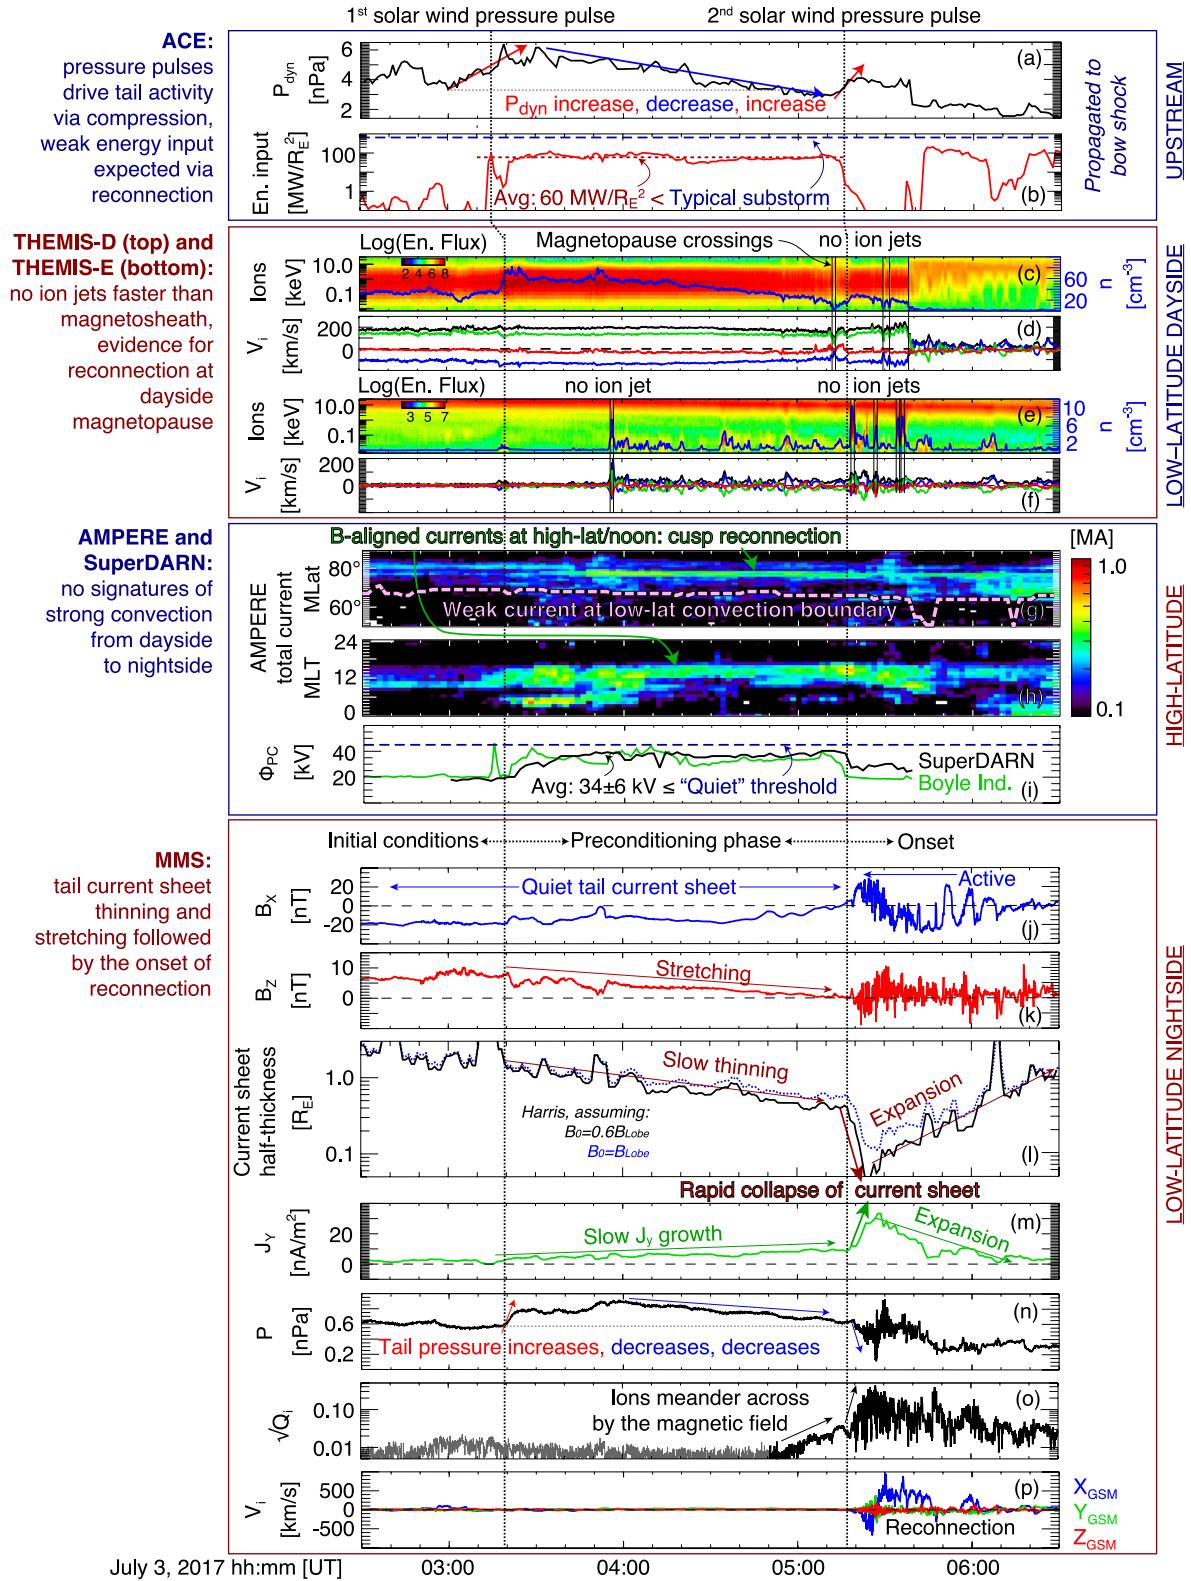 1st solar wind pressure pulse
2nd solar wind pressure pulse
ACE:
pressure pulses
drive tail activity
via compression,
weak energy input
expected via
reconnection
Pdyn
[nPa]
6
4
2
(a)
Pdyn increase, decrease, increase
En. input
[MW/RE2]
100
1
Avg: 60 MW/RE2 < Typical substorm
(b)
Propagated to
bow shock
UPSTREAM
THEMIS-D (top) and
THEMIS-E (bottom):
no ion jets faster than
magnetosheath,
evidence for
reconnection at
dayside
magnetopause
Log(En. Flux)
Magnetopause crossings
no ion jets
Ions
[keV]
10.0
0.1
2 4 6 8
(c)
60
20
n
[cm-3]
Vi
[km/s]
200
0
(d)
Log(En. Flux)
no ion jet
no ion jets
Ions
[keV]
10.0
0.1
3 5 7
(e)
10
6
2
n
[cm-3]
Vi
[km/s]
200
0
(f)
LOW-LATITUDE DAYSIDE
AMPERE and
SuperDARN:
no signatures of
strong convection
from dayside
to nightside
B-aligned currents at high-lat/noon: cusp reconnection
AMPERE
total current
MLat
80°
60°
Weak current at low-lat convection boundary
(g)
MLT
24
12
0
(h)
[MA]
1.0
0.1
ΦPC
[kV]
40
20
SuperDARN
Boyle Ind.
Avg: 34±6 kV ≤ "Quiet" threshold
(i)
HIGH-LATITUDE
MMS:
tail current sheet
thinning and
stretching followed
by the onset of
reconnection
Initial conditions
Preconditioning phase
Onset
BX
[nT]
20
0
-20
Quiet tail current sheet
Active
(j)
BZ
[nT]
10
0
Stretching
(k)
Current sheet
half-thickness
[RE]
1.0
0.1
Slow thinning
Expansion
Harris, assuming:
B0=0.6BLobe
B0=BLobe
(l)
Rapid collapse of current sheet
JY
[nA/m2]
20
0
Slow Jy growth
Expansion
(m)
P
[nPa]
0.6
0.2
Tail pressure increases, decreases, decreases
(n)
√Qi
0.10
0.01
Ions meander across
by the magnetic field
(o)
Vi
[km/s]
500
0
-500
Reconnection
(p)
XGSM
YGSM
ZGSM
LOW-LATITUDE NIGHTSIDE
July 3, 2017 hh:mm [UT]
03:00
04:00
05:00
06:00